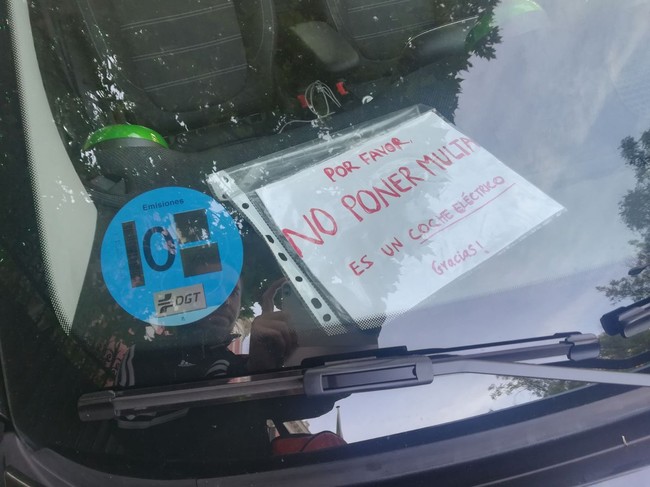 POR FAVOR.
NO PONER MULTA
ES UN COCHE ELÉCTRICO
Gracias!
Emisiones
0
DGT